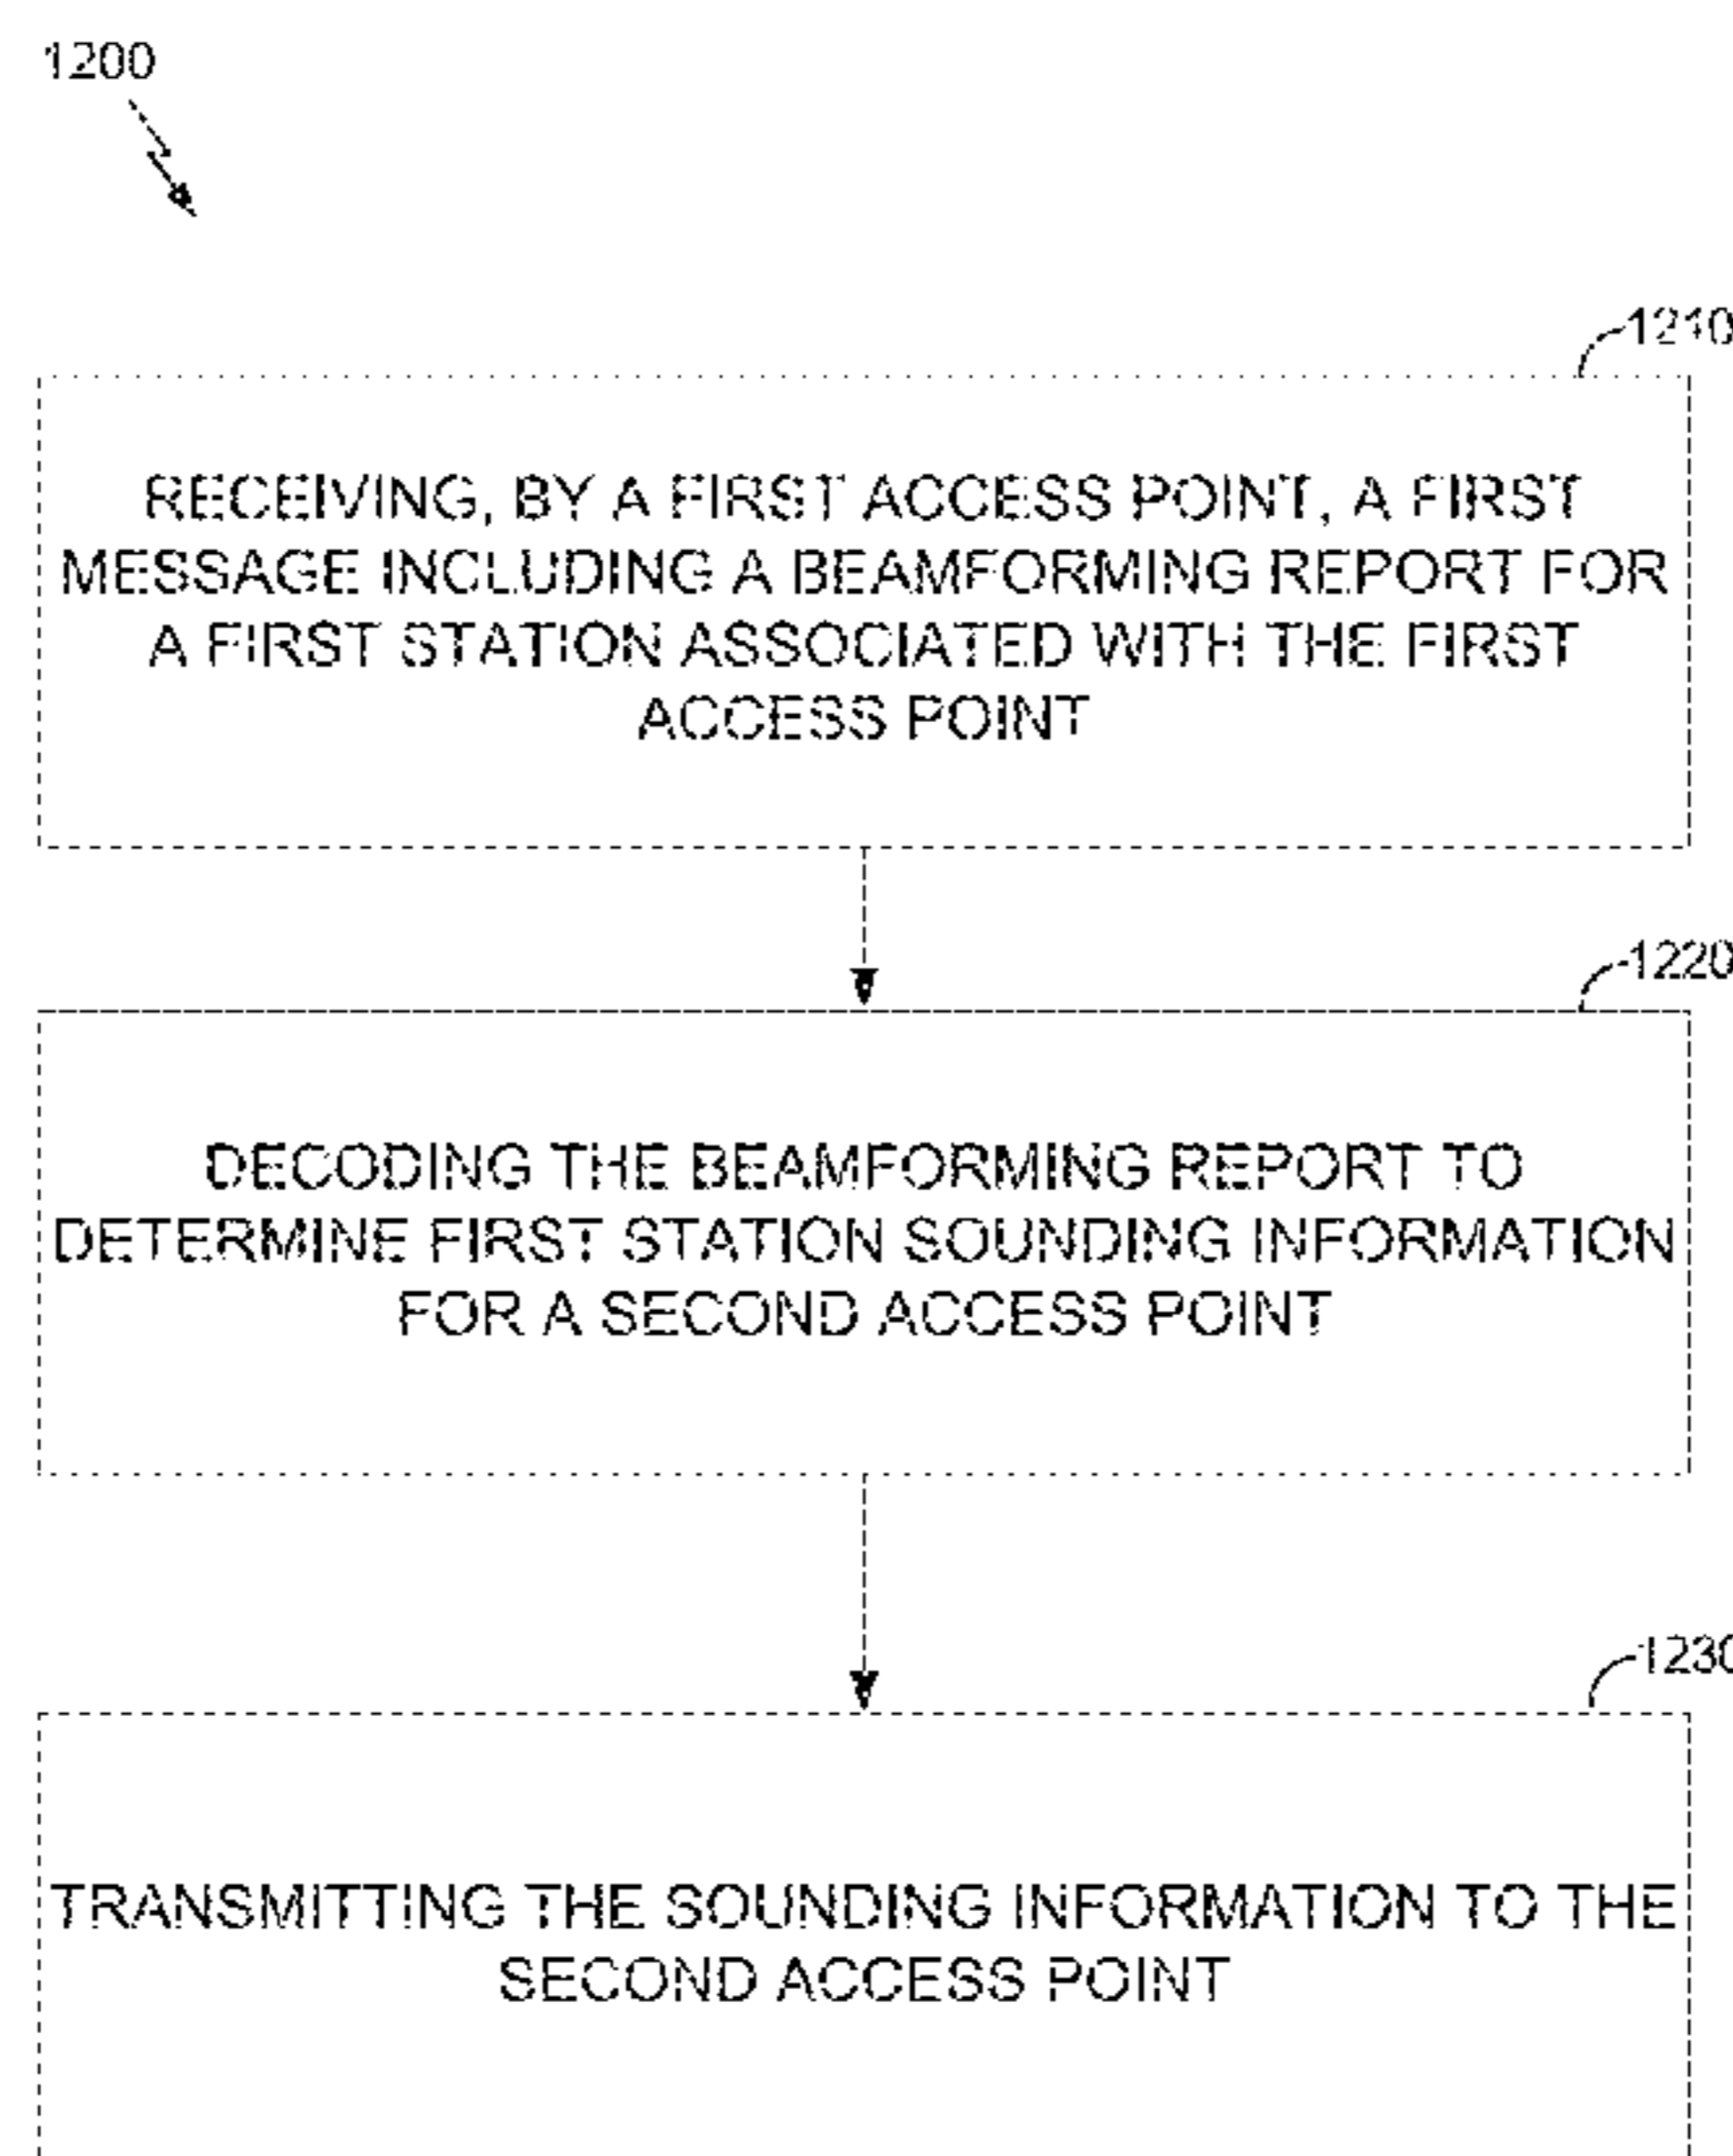 1200
1210
RECEIVING, BY A FIRST ACCESS POINT, A FIRST
MESSAGE INCLUDING A BEAMFORMING REPORT FOR
A FIRST STATION ASSOCIATED WITH THE FIRST
ACCESS POINT
1220
DECODING THE BEAMFORMING REPORT TO
DETERMINE FIRST STATION SOUNDING INFORMATION
FOR A SECOND ACCESS POINT
1230
TRANSMITTING THE SOUNDING INFORMATION TO THE
SECOND ACCESS POINT